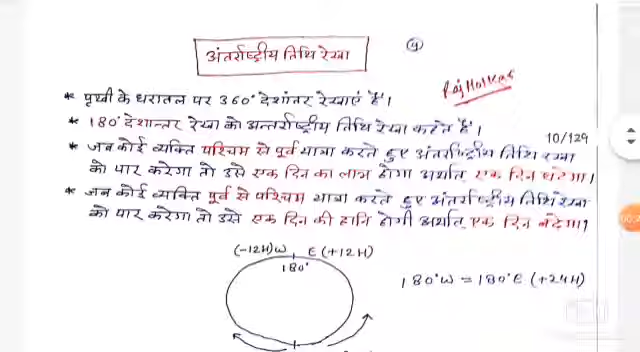 अंतर्राष्ट्रीय तिथि रेखा
4
Raj Holkar
* पृथ्वी के धरातल पर 360° देशांतर रेखाएं हैं।
* 180° देशान्तर रेखा को अन्तर्राष्ट्रीय तिथि रेखा कहते हैं।
10/129
* जब कोई व्यक्ति पश्चिम से पूर्व यात्रा करते हुए अंतर्राष्ट्रीय तिथि रेखा
को पार करेगा तो उसे एक दिन का लाभ होगा अर्थात् एक दिन घटेगा।
* जब कोई व्यक्ति पूर्व से पश्चिम यात्रा करते हुए अंतर्राष्ट्रीय तिथि रेखा
को पार करेगा तो उसे एक दिन की हानि होगी अर्थात् एक दिन बढेगा।
(-12H)W E(+12H)
180°
180°W = 180°E (+24H)